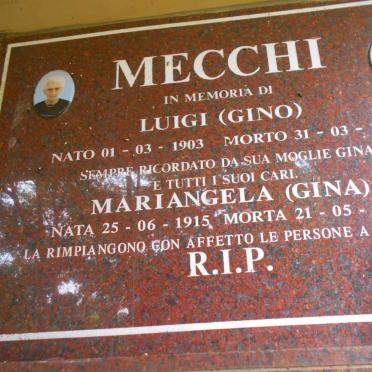 MECCHI
IN MEMORIA DI
LUIGI (GINO)
NATO 01 - 03 - 1903 MORTO 31 - 03 -
SEMPRE RICORDATO DA SUA MOGLIE GINA
E TUTTI I SUOI CARI.
MARIANGELA (GINA)
NATA 25 - 06 - 1915 MORTA 21 - 05 -
LA RIMPIANGONO CON AFFETTO LE PERSONE A
R.I.P.